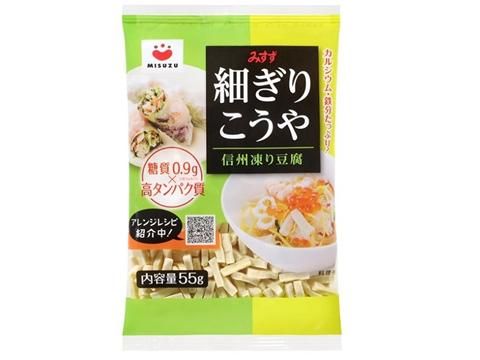 MISUZU
みすず
細ぎり
こうや
信州凍り豆腐
カルシウム・鉄分たっぷり♪
糖質0.9g
×
高タンパク質
アレンジレシピ
紹介中!
内容量55g